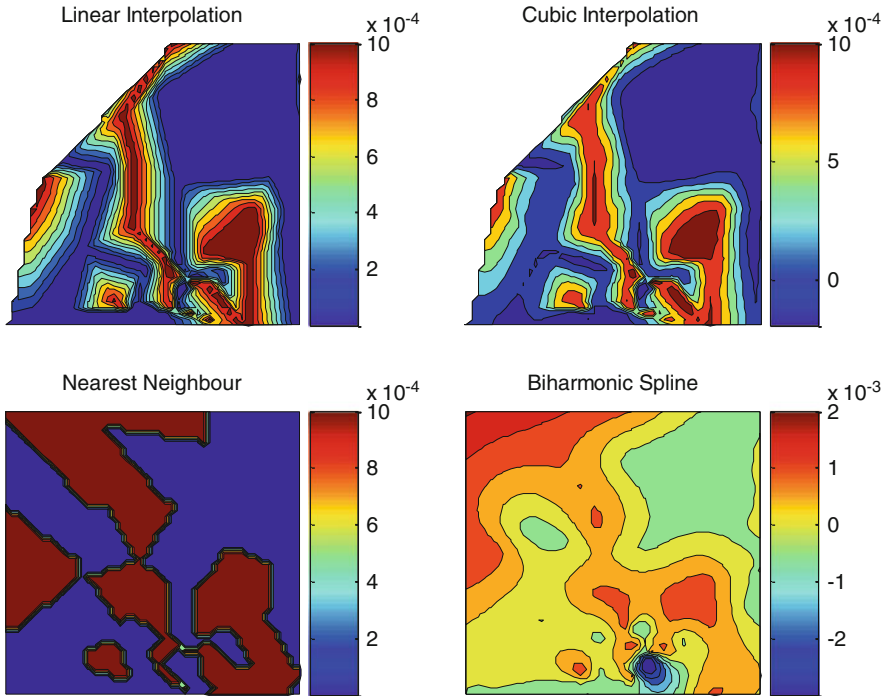 Linear Interpolation
x 10-4
10
8
6
4
2
Cubic Interpolation
x 10-4
10
5
0
Nearest Neighbour
x 10-4
10
8
6
4
2
Biharmonic Spline
x 10-3
2
1
0
-1
-2